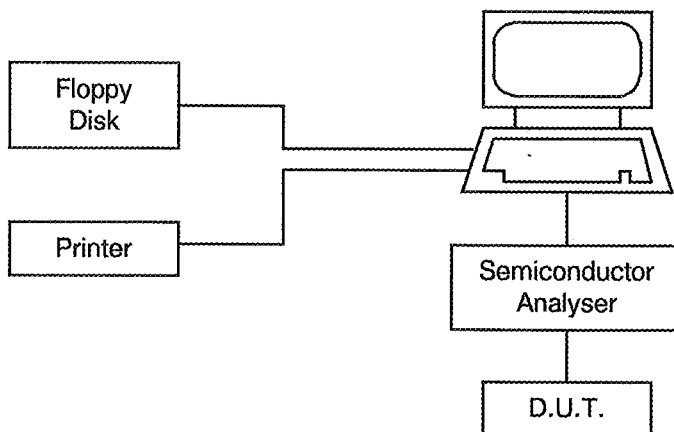 Floppy
Disk
Printer
Semiconductor
Analyser
D.U.T.